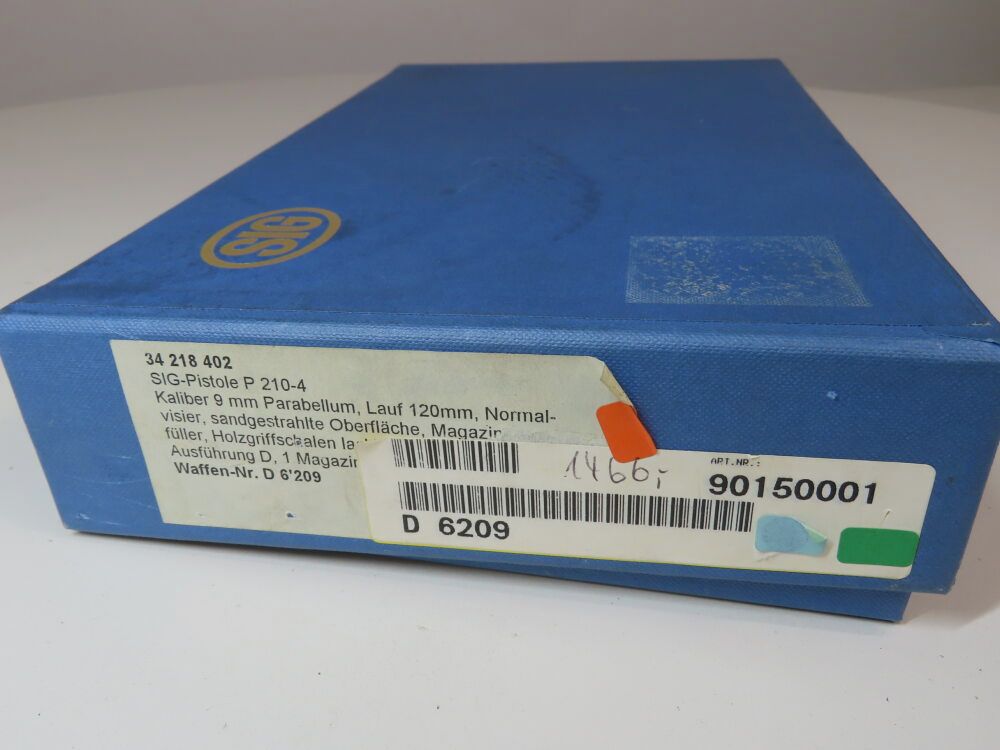 SIG
34 218 402
SIG-Pistole P 210-4
Kaliber 9 mm Parabellum, Lauf 120mm, Normal-
visier, sandgestrahlte Oberfläche, Magazin
füller, Holzgriffschalen
Ausführung D, 1 Magazin
Waffen-Nr. D 6'209
1466,-
ART.NR.:
90150001
D 6209